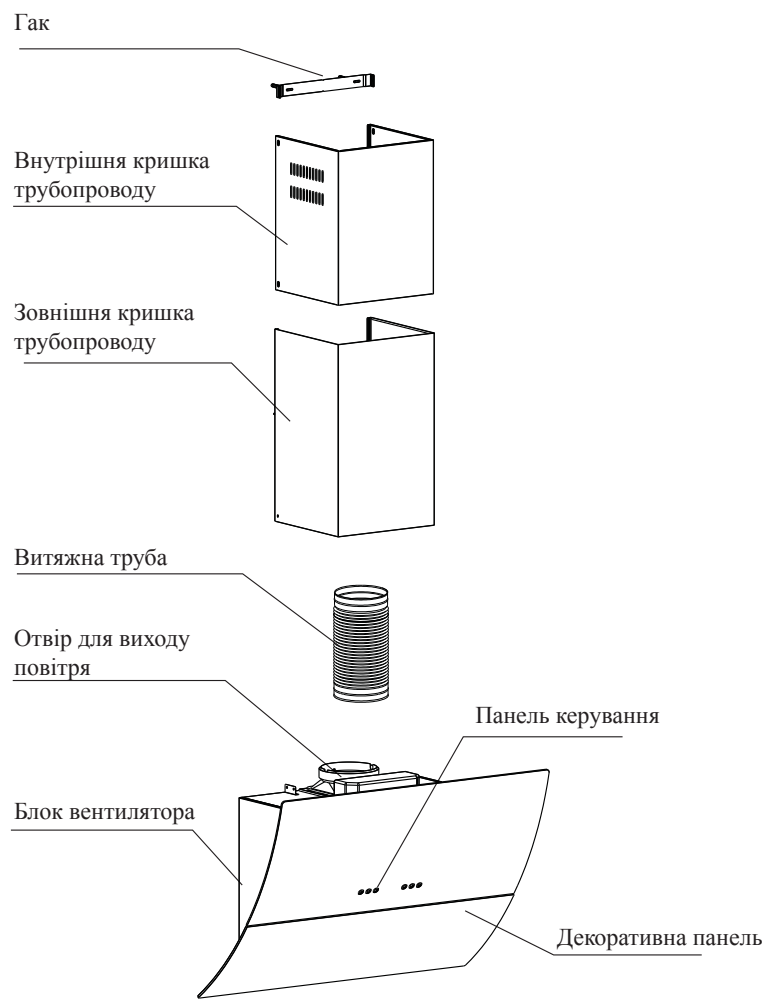 Гак
Внутрішня кришка
трубопроводу
Зовнішня кришка
трубопроводу
Витяжна труба
Отвір для виходу
повітря
Панель керування
Блок вентилятора
Декоративна панель